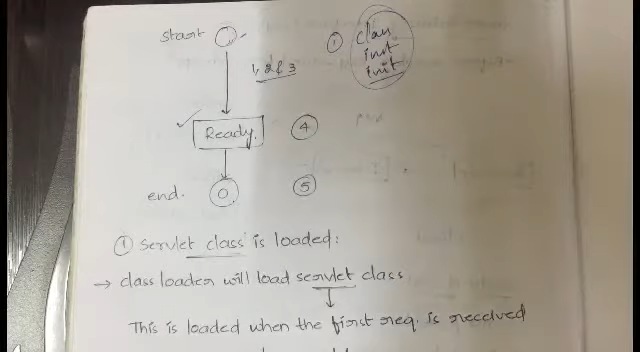 start
① class
inst.
init
1, 2 & 3
Ready.
④
end.
⑤
① Servlet class is loaded:
→ class loader will load servlet class
This is loaded when the first req. is received